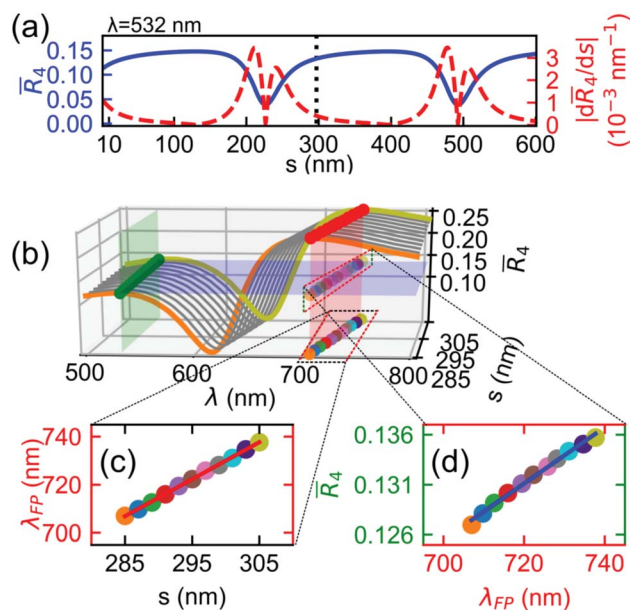 (a)
λ=532 nm
0.15
0.10
0.05
0.00
R̅₄
3
2
1
0
|dR̅₄/ds|
(10⁻³ nm⁻¹)
10 100 200 300 400 500 600
s (nm)
(b)
0.25
0.20
0.15
0.10
R̅₄
305
295
285
s (nm)
500 600 700 800
λ (nm)
(c)
740
720
700
λFP
(nm)
285 295 305
s (nm)
(d)
0.136
0.131
0.126
R̅₄
700 720 740
λFP (nm)